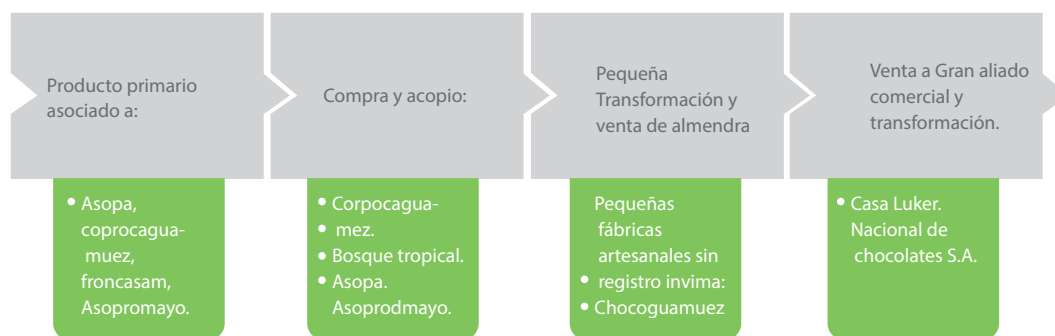 Producto primario
asociado a:
• Asopa,
coprocagua-
muez,
froncasam,
Asopromayo.
Compra y acopio:
• Corpocagua-
• mez.
• Bosque tropical.
• Asopa.
Asoprodmayo.
Pequeña
Transformación y
venta de almendra
Pequeñas
fábricas
artesanales sin
• registro invima:
• Chocoguamuez
Venta a Gran aliado
comercial y
transformación.
• Casa Luker.
Nacional de
chocolates S.A.